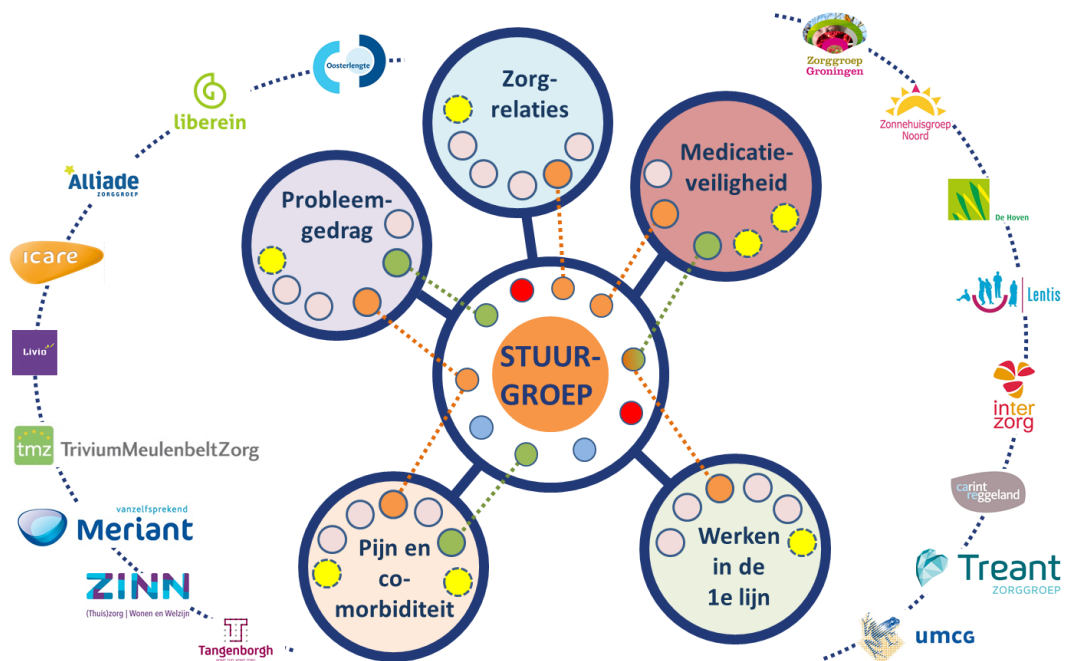 Oosterlengte
liberein
Alliade
ZORGGROEP
icare
Livio
tmz TriviumMeulenbeltZorg
vanzelfsprekend
Meriant
ZINN
(Thuis)zorg | Wonen en Welzijn
Tangenborgh
Zorg-
relaties
Probleem-
gedrag
Medicatie-
veiligheid
STUUR-
GROEP
Pijn en
co-
morbiditeit
Werken
in de
1e lijn
Zorggroep
Groningen
Zonnehuisgroep
Noord
De Hoven
Lentis
inter
zorg
carint
reggeland
Treant
ZORGGROEP
umcg